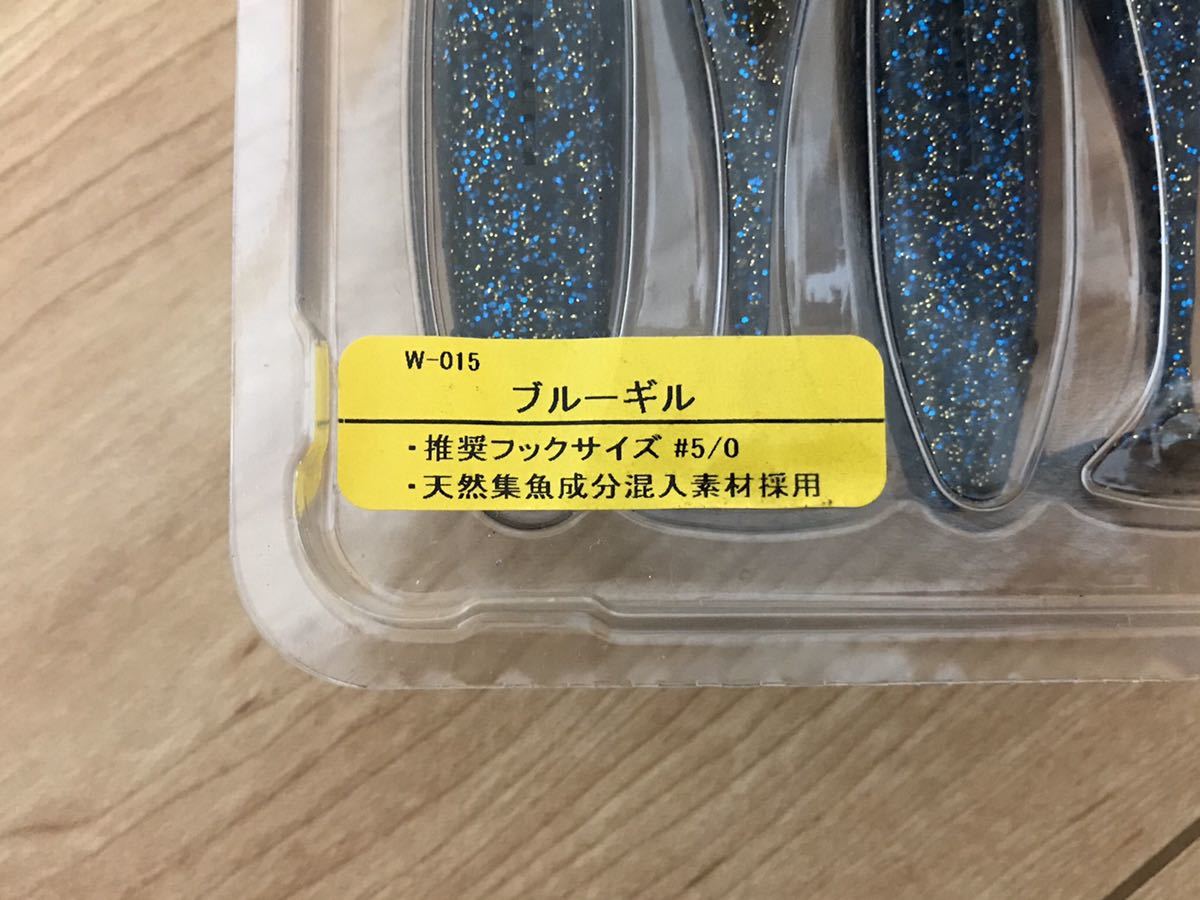 W-015
ブルーギル
・推奨フックサイズ #5/0
・天然集魚成分混入素材採用